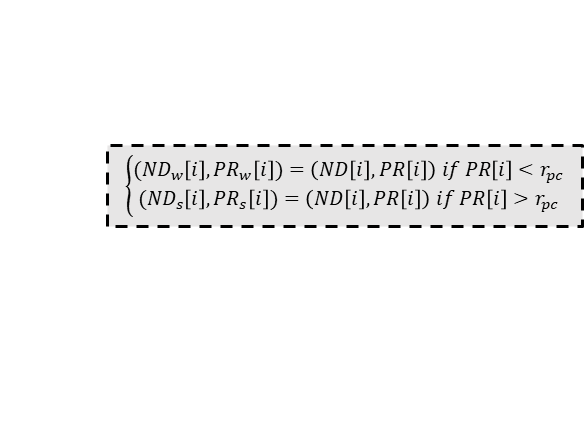 (ND_w[i], PR_w[i]) = (ND[i], PR[i]) if PR[i] < r_pc
(ND_s[i], PR_s[i]) = (ND[i], PR[i]) if PR[i] > r_pc